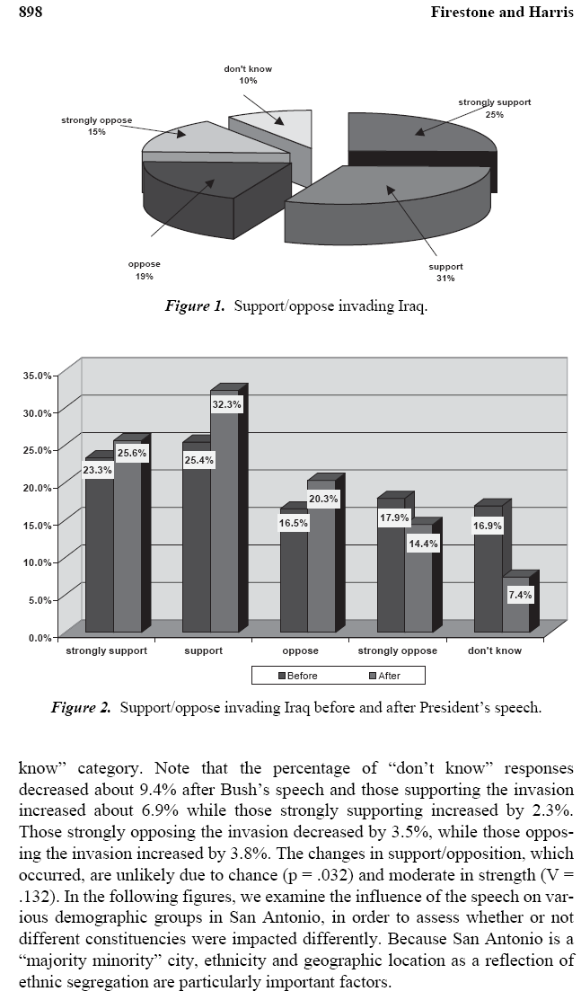 898
Firestone and Harris
don't know
10%
strongly support
25%
strongly oppose
15%
oppose
19%
support
31%
Figure 1. Support/oppose invading Iraq.
35.0%
30.0%
25.0%
20.0%
15.0%
10.0%
5.0%
0.0%
23.3%
25.6%
25.4%
32.3%
16.5%
20.3%
17.9%
14.4%
16.9%
7.4%
strongly support
support
oppose
strongly oppose
don't know
Before
After
Figure 2. Support/oppose invading Iraq before and after President’s speech.
know” category. Note that the percentage of “don’t know” responses
decreased about 9.4% after Bush’s speech and those supporting the invasion
increased about 6.9% while those strongly supporting increased by 2.3%.
Those strongly opposing the invasion decreased by 3.5%, while those oppos-
ing the invasion increased by 3.8%. The changes in support/opposition, which
occurred, are unlikely due to chance (p = .032) and moderate in strength (V =
.132). In the following figures, we examine the influence of the speech on var-
ious demographic groups in San Antonio, in order to assess whether or not
different constituencies were impacted differently. Because San Antonio is a
“majority minority” city, ethnicity and geographic location as a reflection of
ethnic segregation are particularly important factors.